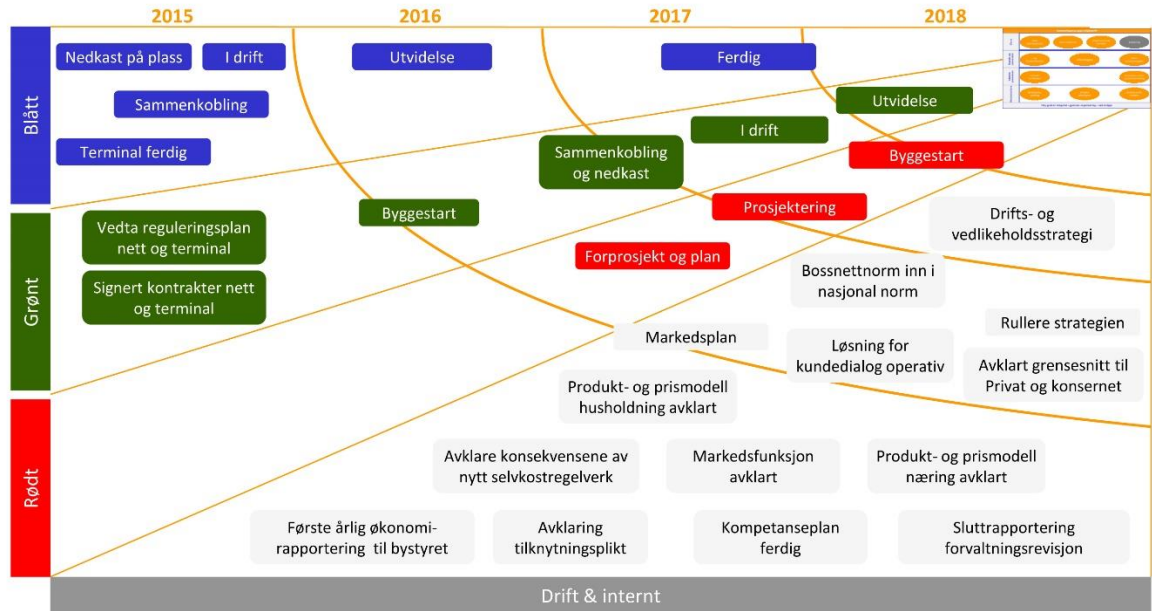 2015
2016
2017
2018
Blått
Nedkast på plass
I drift
Utvidelse
Ferdig
Sammenkobling
Utvidelse
I drift
Terminal ferdig
Sammenkobling
og nedkast
Byggestart
Grønt
Vedta reguleringsplan
nett og terminal
Byggestart
Prosjektering
Drifts- og
vedlikeholdsstrategi
Forprosjekt og plan
Signert kontrakter nett
og terminal
Bossnettnorm inn i
nasjonal norm
Rullere strategien
Markedsplan
Løsning for
kundedialog operativ
Avklart grensesnitt til
Privat og konsernet
Produkt- og prismodell
husholdning avklart
Rødt
Avklare konsekvensene av
nytt selvkostregelverk
Markedsfunksjon
avklart
Produkt- og prismodell
næring avklart
Første årlig økonomi-
rapportering til bystyret
Avklaring
tilknytningsplikt
Kompetanseplan
ferdig
Sluttrapportering
forvaltningsrevisjon
Drift & internt